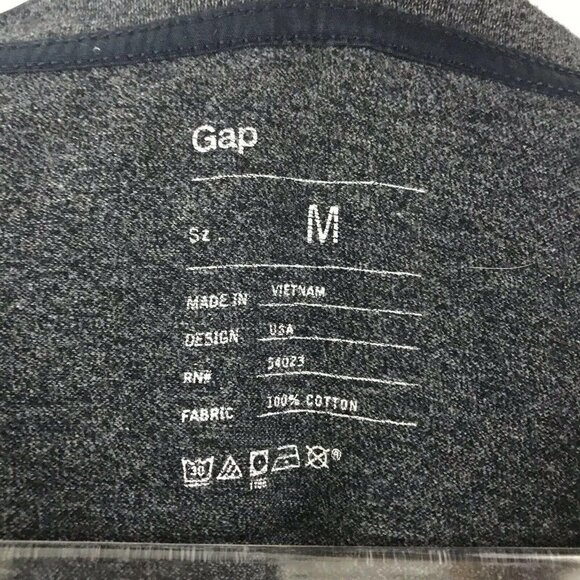 Gap
Sz M
MADE IN VIETNAM
DESIGN USA
RN# 54023
FABRIC 100% COTTON
30 ®